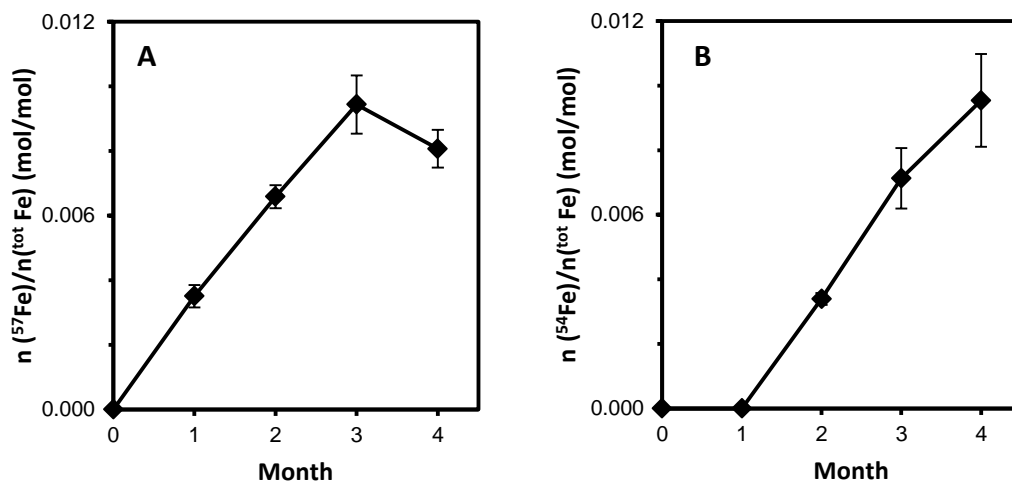 A
n (⁵⁷Fe)/n(ᵗᵒᵗ Fe) (mol/mol)
0.012
0.006
0.000
0 1 2 3 4
Month
B
n (⁵⁴Fe)/n(ᵗᵒᵗ Fe) (mol/mol)
0.012
0.006
0.000
0 1 2 3 4
Month